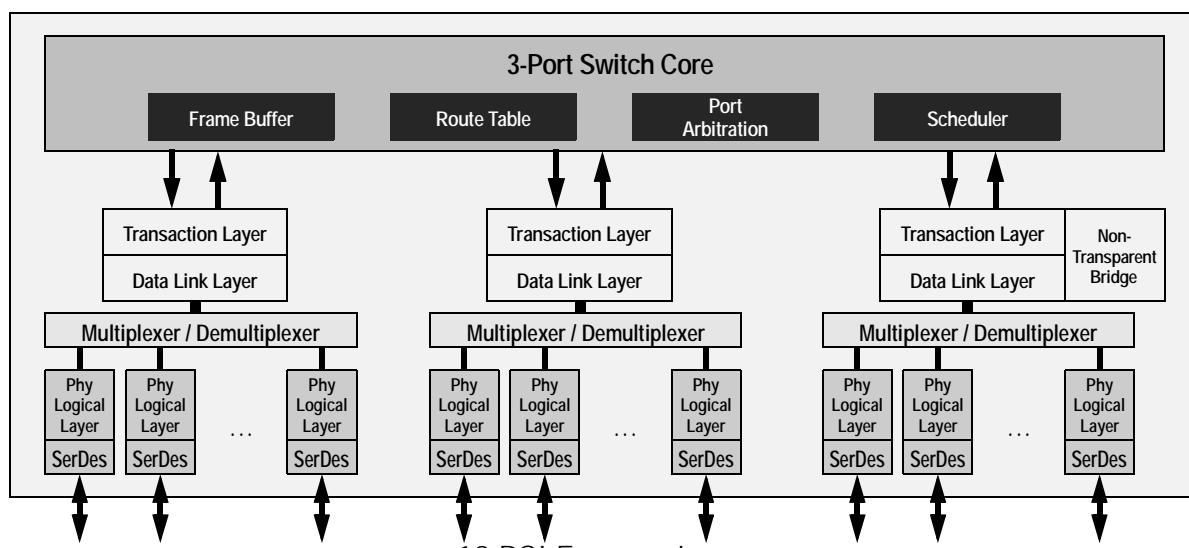 3-Port Switch Core
Frame Buffer
Route Table
Port
Arbitration
Scheduler
Transaction Layer
Data Link Layer
Transaction Layer
Data Link Layer
Transaction Layer
Data Link Layer
Non-
Transparent
Bridge
Multiplexer / Demultiplexer
Multiplexer / Demultiplexer
Multiplexer / Demultiplexer
Phy
Logical
Layer
SerDes
Phy
Logical
Layer
SerDes
...
Phy
Logical
Layer
SerDes
Phy
Logical
Layer
SerDes
Phy
Logical
Layer
SerDes
...
Phy
Logical
Layer
SerDes
Phy
Logical
Layer
SerDes
Phy
Logical
Layer
SerDes
...
Phy
Logical
Layer
SerDes